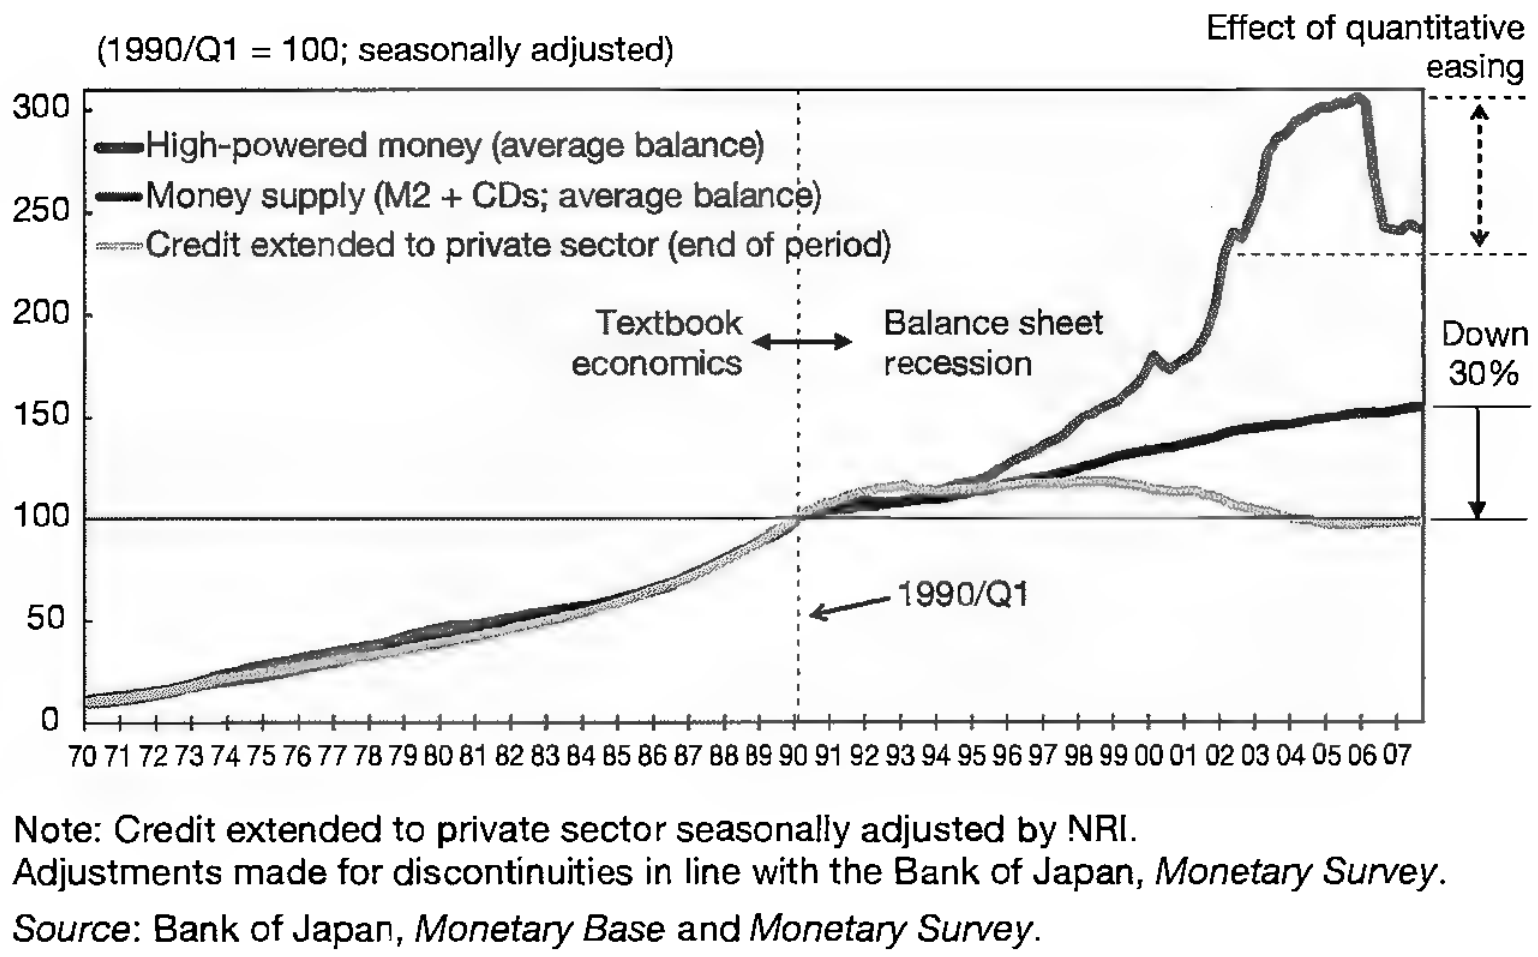 Effect of quantitative
easing
(1990/Q1 = 100; seasonally adjusted)
300
High-powered money (average balance)
Money supply (M2 + CDs; average balance)
250
Credit extended to private sector (end of period)
200
Textbook
economics
Balance sheet
recession
Down
30%
150
100
1990/Q1
50
0
70 71 72 73 74 75 76 77 78 79 80 81 82 83 84 85 86 87 88 89 90 91 92 93 94 95 96 97 98 99 00 01 02 03 04 05 06 07
Note: Credit extended to private sector seasonally adjusted by NRI.
Adjustments made for discontinuities in line with the Bank of Japan, Monetary Survey.
Source: Bank of Japan, Monetary Base and Monetary Survey.